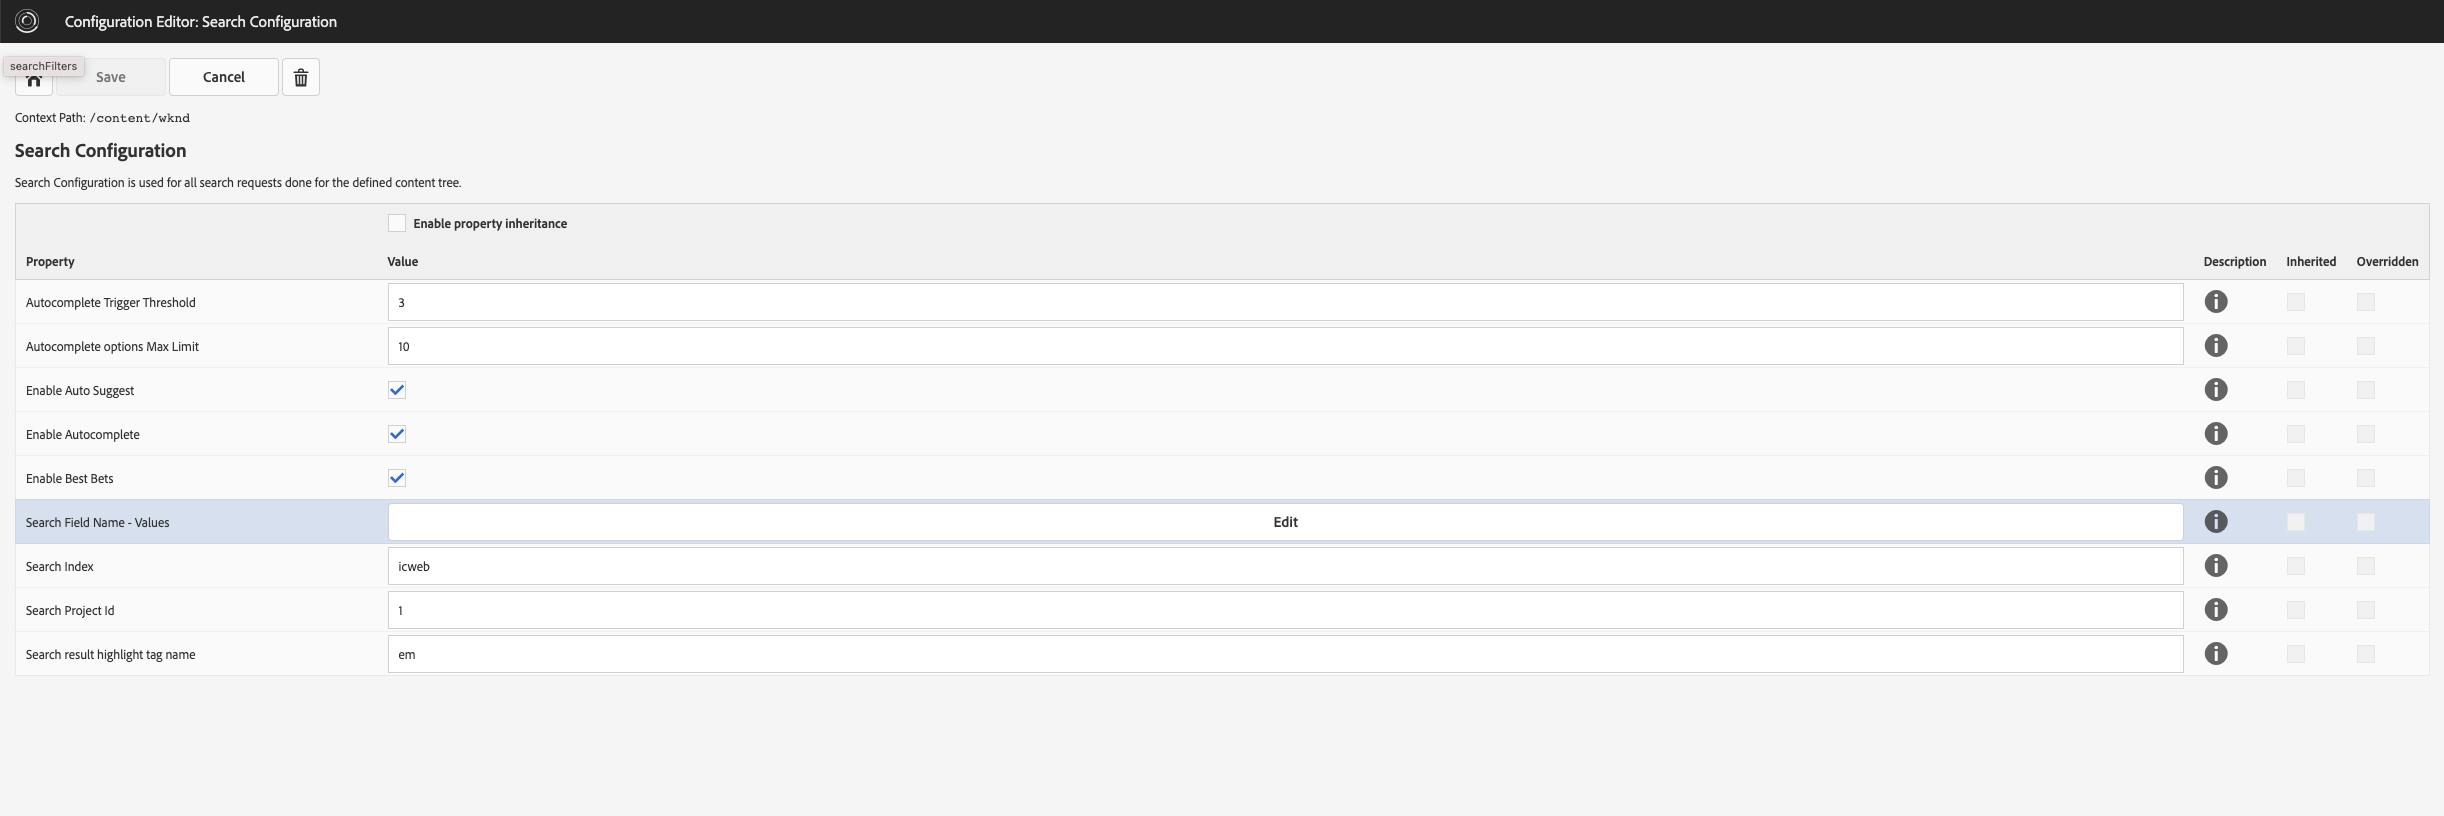 Configuration Editor: Search Configuration
searchFilters
Save
Cancel
Context Path: /content/wknd
Search Configuration
Search Configuration is used for all search requests done for the defined content tree.
Enable property inheritance
Property Value Description Inherited Overridden
Autocomplete Trigger Threshold 3
Autocomplete options Max Limit 10
Enable Auto Suggest
Enable Autocomplete
Enable Best Bets
Search Field Name - Values Edit
Search Index icweb
Search Project Id 1
Search result highlight tag name em